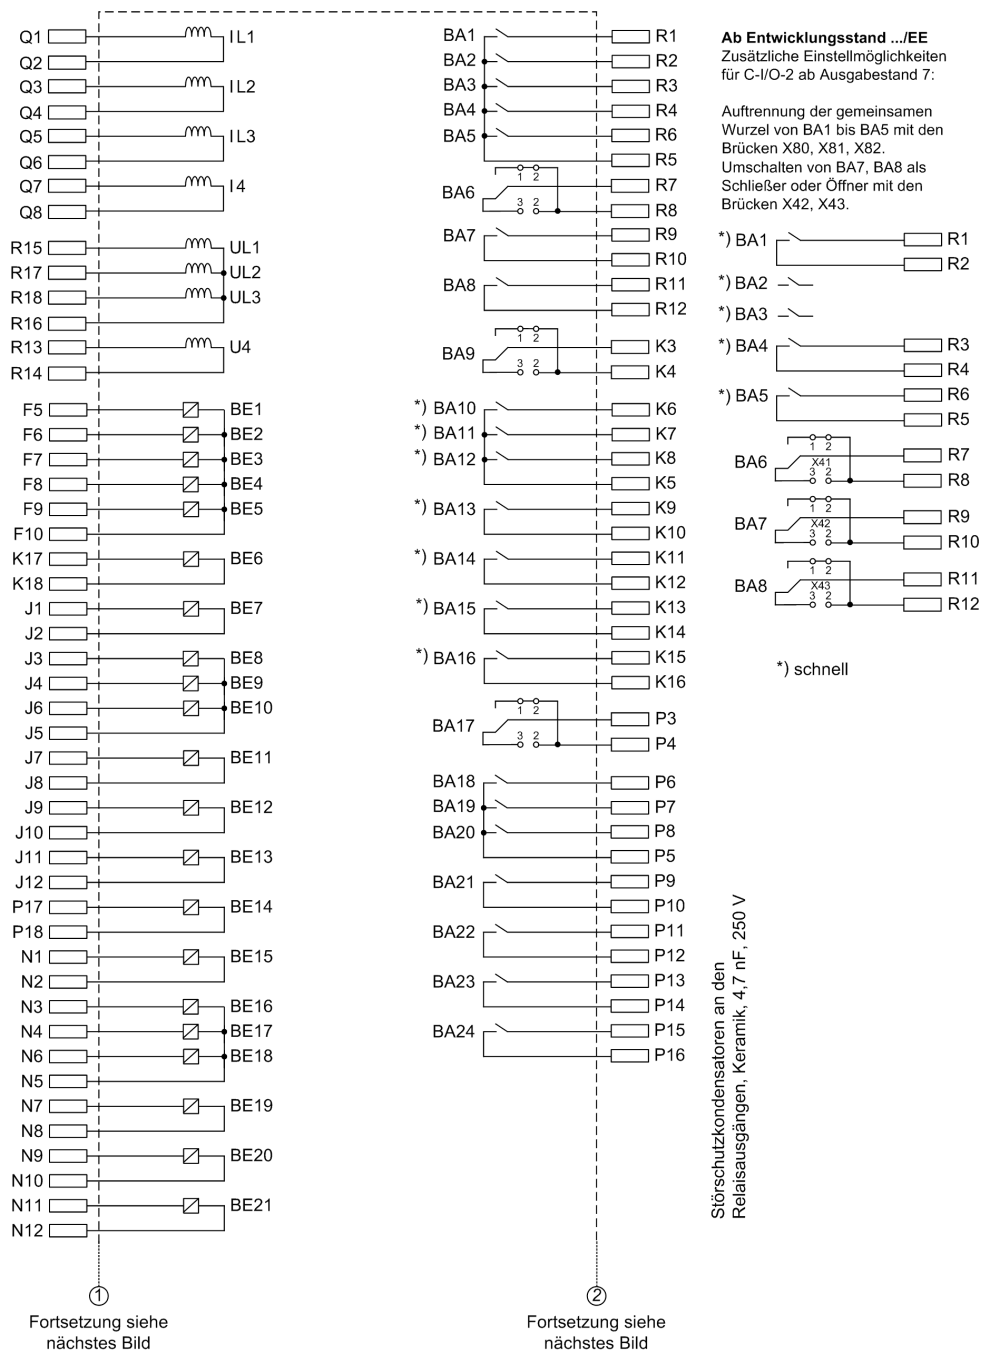 Q1 IL1
Q2
Q3 IL2
Q4
Q5 IL3
Q6
Q7 I4
Q8
R15 UL1
R17 UL2
R18 UL3
R16
R13 U4
R14
F5 BE1
F6 BE2
F7 BE3
F8 BE4
F9 BE5
F10
K17 BE6
K18
J1 BE7
J2
J3 BE8
J4 BE9
J6 BE10
J5
J7 BE11
J8
J9 BE12
J10
J11 BE13
J12
P17 BE14
P18
N1 BE15
N2
N3 BE16
N4 BE17
N6 BE18
N5
N7 BE19
N8
N9 BE20
N10
N11 BE21
N12
1
Fortsetzung siehe
nächstes Bild
BA1 R1
BA2 R2
BA3 R3
BA4 R4
BA5 R6
R5
1 2
BA6 R7
3 2
R8
BA7 R9
R10
BA8 R11
R12
1 2
BA9 K3
3 2
K4
*) BA10 K6
*) BA11 K7
*) BA12 K8
K5
*) BA13 K9
K10
*) BA14 K11
K12
*) BA15 K13
K14
*) BA16 K15
K16
1 2
BA17 P3
3 2
P4
BA18 P6
BA19 P7
BA20 P8
P5
BA21 P9
P10
BA22 P11
P12
BA23 P13
P14
BA24 P15
P16
2
Fortsetzung siehe
nächstes Bild
Ab Entwicklungsstand .../EE
Zusätzliche Einstellmöglichkeiten
für C-I/O-2 ab Ausgabestand 7:
Auftrennung der gemeinsamen
Wurzel von BA1 bis BA5 mit den
Brücken X80, X81, X82.
Umschalten von BA7, BA8 als
Schließer oder Öffner mit den
Brücken X42, X43.
*) BA1 R1
R2
*) BA2
*) BA3
*) BA4 R3
R4
*) BA5 R6
R5
1 2
BA6 X41 R7
3 2
R8
1 2
BA7 X42 R9
3 2
R10
1 2
BA8 X43 R11
3 2
R12
*) schnell
Störschutzkondensatoren an den
Relaisausgängen, Keramik, 4,7 nF, 250 V